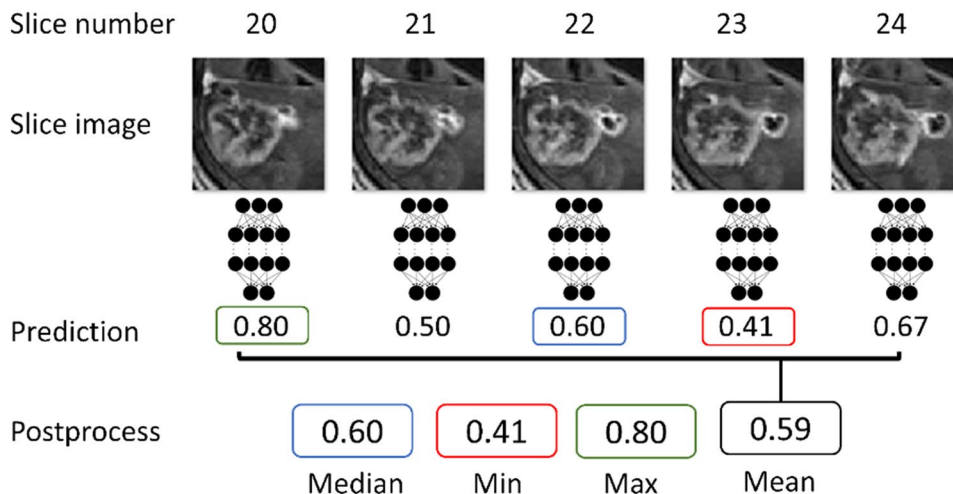 Slice number 20 21 22 23 24
Slice image
Prediction 0.80 0.50 0.60 0.41 0.67
Postprocess 0.60 0.41 0.80 0.59
Median Min Max Mean